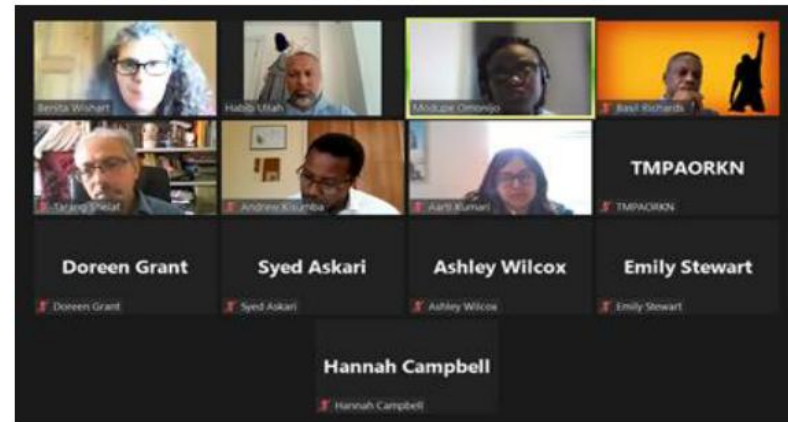 Benita Wishart
Habib Ullah
Modupe Omonijo
Basil Richards
Tarang Shelat
Andrew Kisumba
Aarti Kumari
TMPAORKN
TMPAORKN
Doreen Grant
Doreen Grant
Syed Askari
Syed Askari
Ashley Wilcox
Ashley Wilcox
Emily Stewart
Emily Stewart
Hannah Campbell
Hannah Campbell